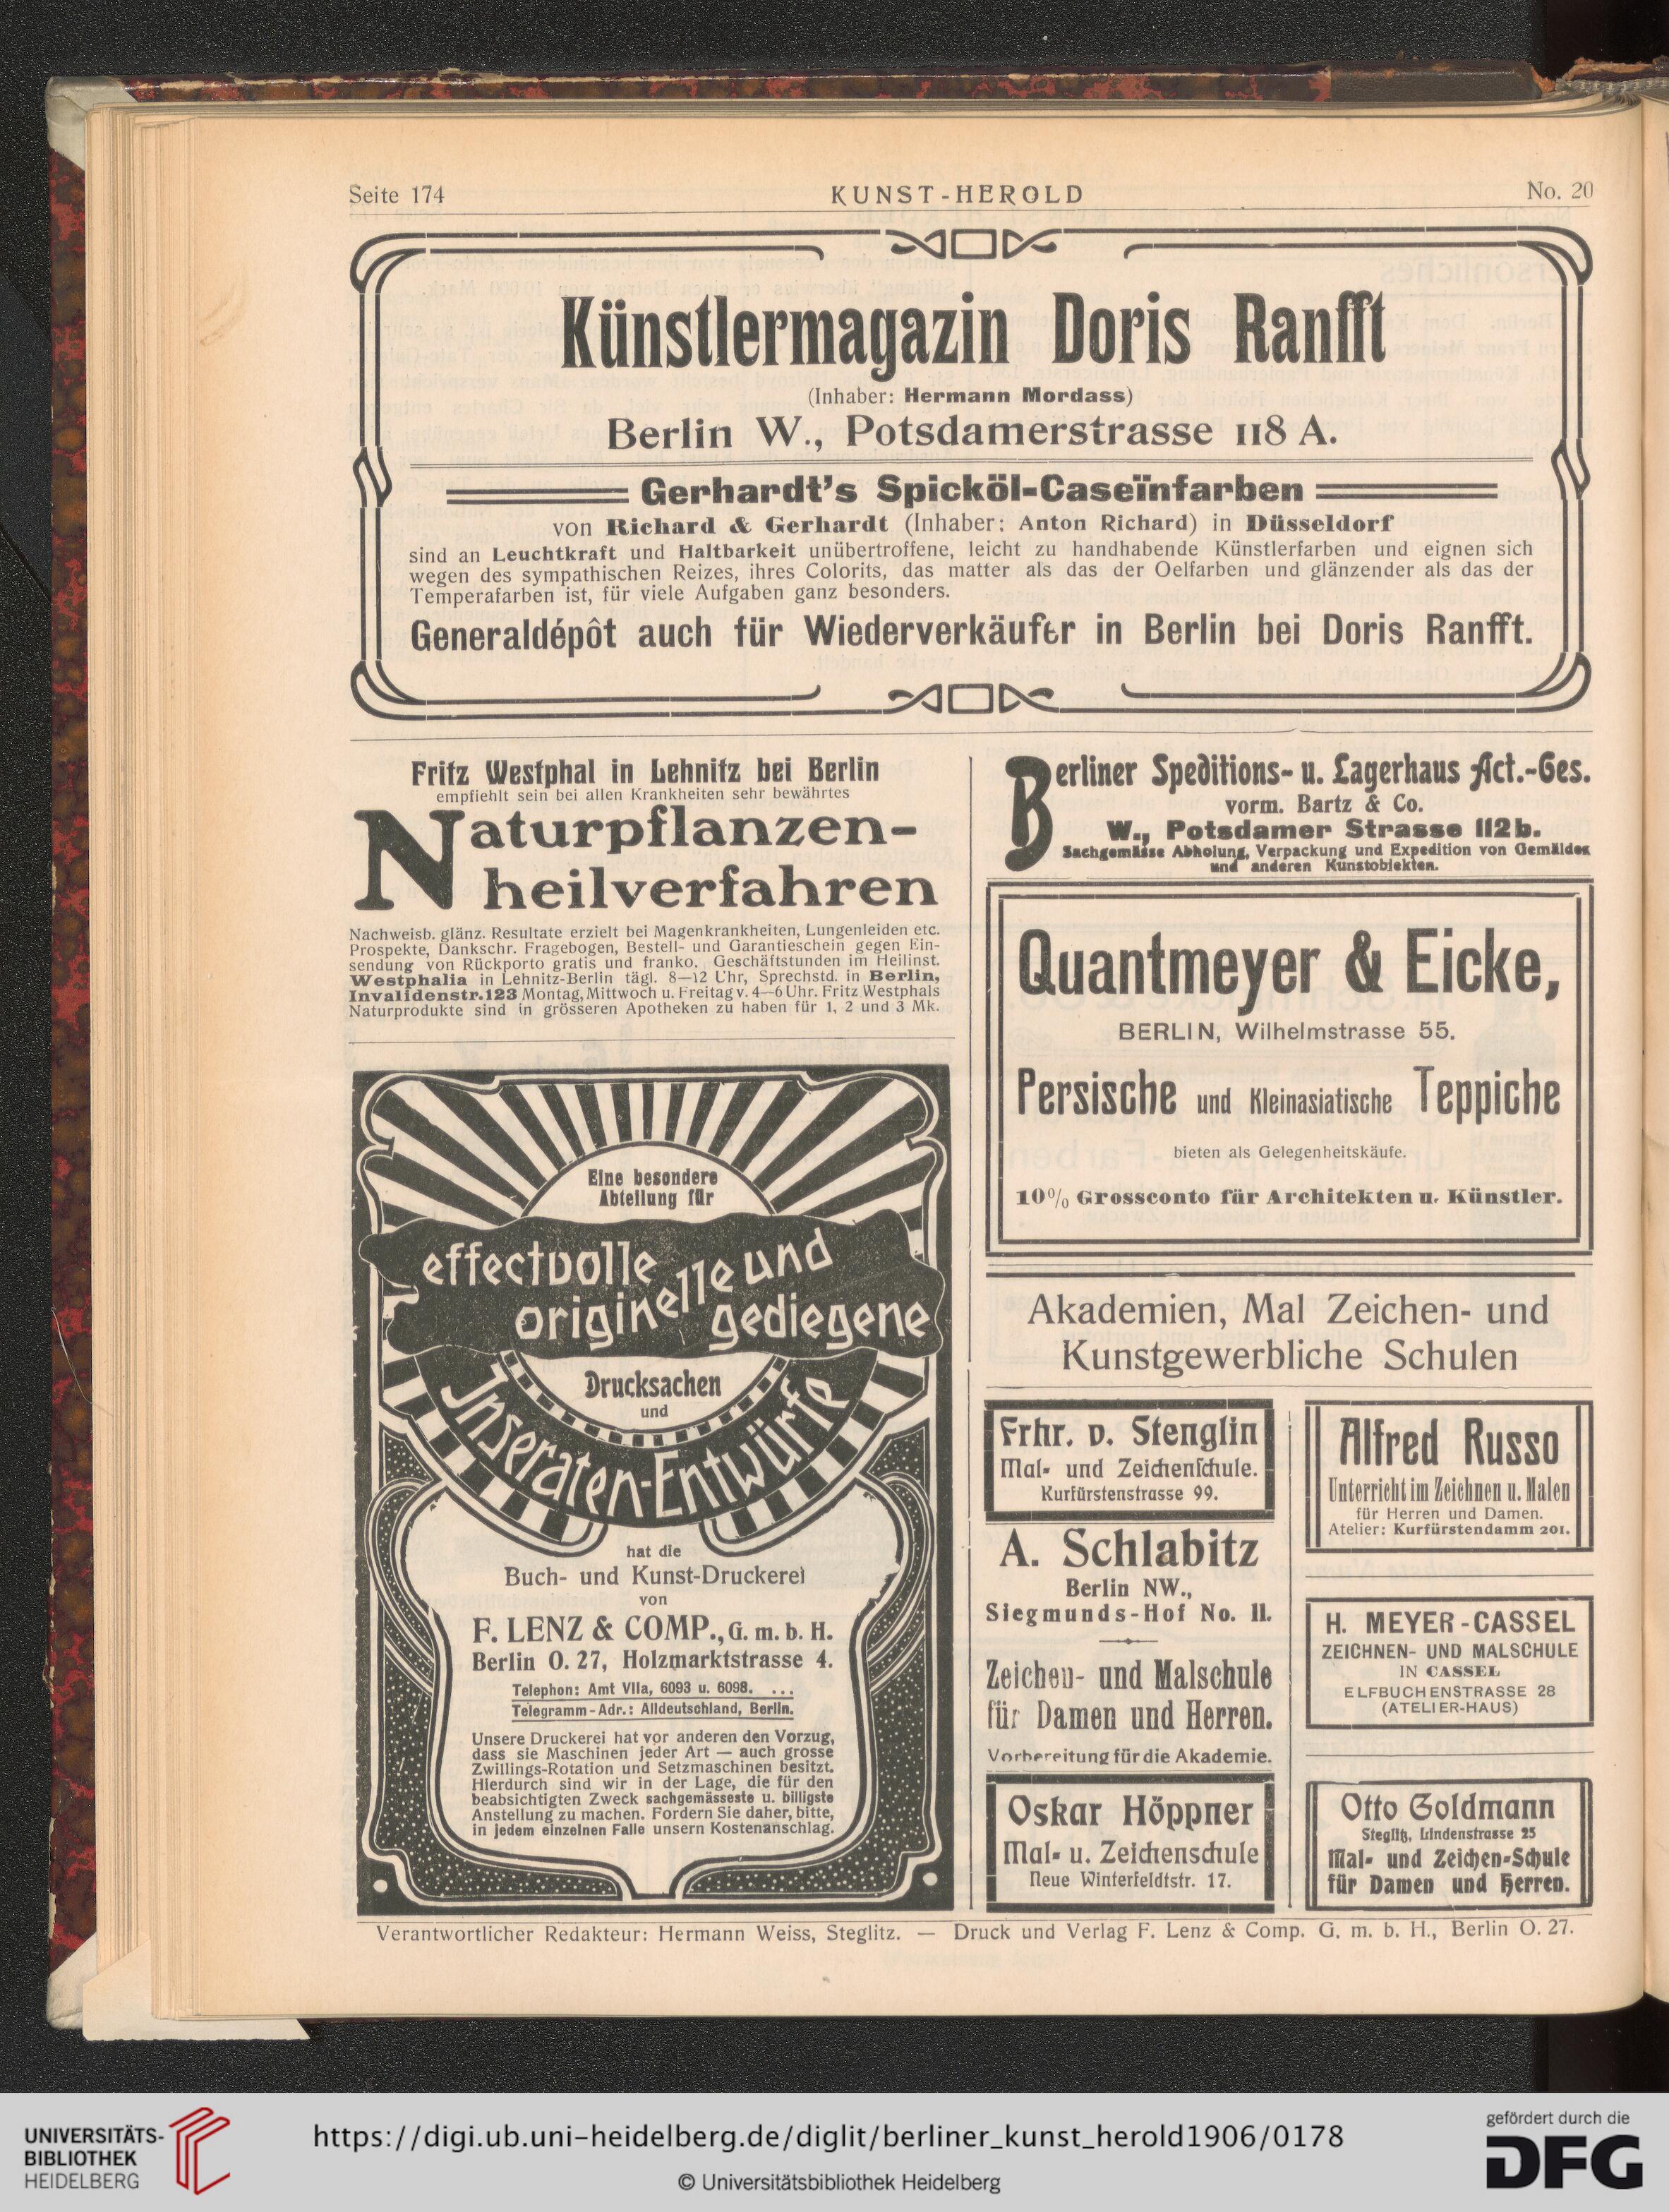 Seite 174
KUNST-HEROLD
No. 20
Künstlermagazin Doris Ranfft
(Inhaber: Hermann Mordass)
Berlin W., Potsdamerstrasse 118 A.
Gerhardt's Spicköl-Caseïnfarben
von Richard & Gerhardt (Inhaber: Anton Richard) in Düsseldorf
sind an Leuchtkraft und Haltbarkeit unübertroffene, leicht zu handhabende Künstlerfarben und eignen sich
wegen des sympathischen Reizes, ihres Colorits, das matter als das der Oelfarben und glänzender als das der
Temperafarben ist, für viele Aufgaben ganz besonders.
Generaldépôt auch für Wiederverkäufer in Berlin bei Doris Ranfft.
Fritz Westphal in Lehnitz bei Berlin
empfiehlt sein bei allen Krankheiten sehr bewährtes
Naturpflanzen-
heilverfahren
Nachweisb. glänz. Resultate erzielt bei Magenkrankheiten, Lungenleiden etc.
Prospekte, Dankschr. Fragebogen, Bestell- und Garantieschein gegen Ein-
sendung von Rückporto gratis und franko. Geschäftstunden im Heilinst.
Westphalia in Lehnitz-Berlin tägl. 8—12 Uhr, Sprechstd. in Berlin,
Invalidenstr. 123 Montag, Mittwoch u. Freitag v. 4—6 Uhr. Fritz Westphals
Naturprodukte sind in grösseren Apotheken zu haben für 1, 2 und 3 Mk.
Eine besondere
Abteilung für
effectvolle
originelle und
gediegene
Drucksachen
und
Inseraten-Entwürfe
hat die
Buch- und Kunst-Druckerei
von
F. LENZ & COMP., G. m. b. H.
Berlin O. 27, Holzmarktstrasse 4.
Telephon: Amt VIIa, 6093 u. 6098. ...
Telegramm-Adr.: Alldeutschland, Berlin.
Unsere Druckerei hat vor anderen den Vorzug,
dass sie Maschinen jeder Art — auch grosse
Zwillings-Rotation und Setzmaschinen besitzt.
Hierdurch sind wir in der Lage, die für den
beabsichtigten Zweck sachgemässeste u. billigste
Anstellung zu machen. Fordern Sie daher, bitte,
in jedem einzelnen Falle unsern Kostenanschlag.
Berliner Speditions- u. Lagerhaus Act.-Ges.
vorm. Bartz & Co.
W., Potsdamer Strasse 112b.
Sachgemässe Abholung, Verpackung und Expedition von Gemälden
und anderen Kunstobjekten.
Quantmeyer & Eicke,
BERLIN, Wilhelmstrasse 55.
Persische und Kleinasiatische Teppiche
bieten als Gelegenheitskäufe.
10% Grossconto für Architekten u. Künstler.
Akademien, Mal Zeichen- und
Kunstgewerbliche Schulen
Frhr. v. Stenglin
Mal- und Zeichenschule.
Kurfürstenstrasse 99.
A. Schlabitz
Berlin NW.,
Siegmunds-Hof No. 11.
Zeichen- und Malschule
für Damen und Herren.
Vorbereitung für die Akademie.
Oskar Höppner
Mal- u. Zeichenschule
Neue Winterfeldtstr. 17.
Alfred Russo
Unterricht im Zeichnen u. Malen
für Herren und Damen.
Atelier: Kurfürstendamm 201.
H. MEYER-CASSEL
ZEICHNEN- UND MALSCHULE
IN CASSEL
ELFBUCHENSTRASSE 28
(ATELIER-HAUS)
Otto Goldmann
Steglitz, Lindenstrasse 25
Mal- und Zeichen-Schule
für Damen und Herren.
Verantwortlicher Redakteur: Hermann Weiss, Steglitz. — Druck und Verlag F. Lenz & Comp. G. m. b. H., Berlin O. 27.
UNIVERSITÄTS-
BIBLIOTHEK
HEIDELBERG
https://digi.ub.uni-heidelberg.de/diglit/berliner_kunst_herold1906/0178
© Universitätsbibliothek Heidelberg
gefördert durch die
DFG